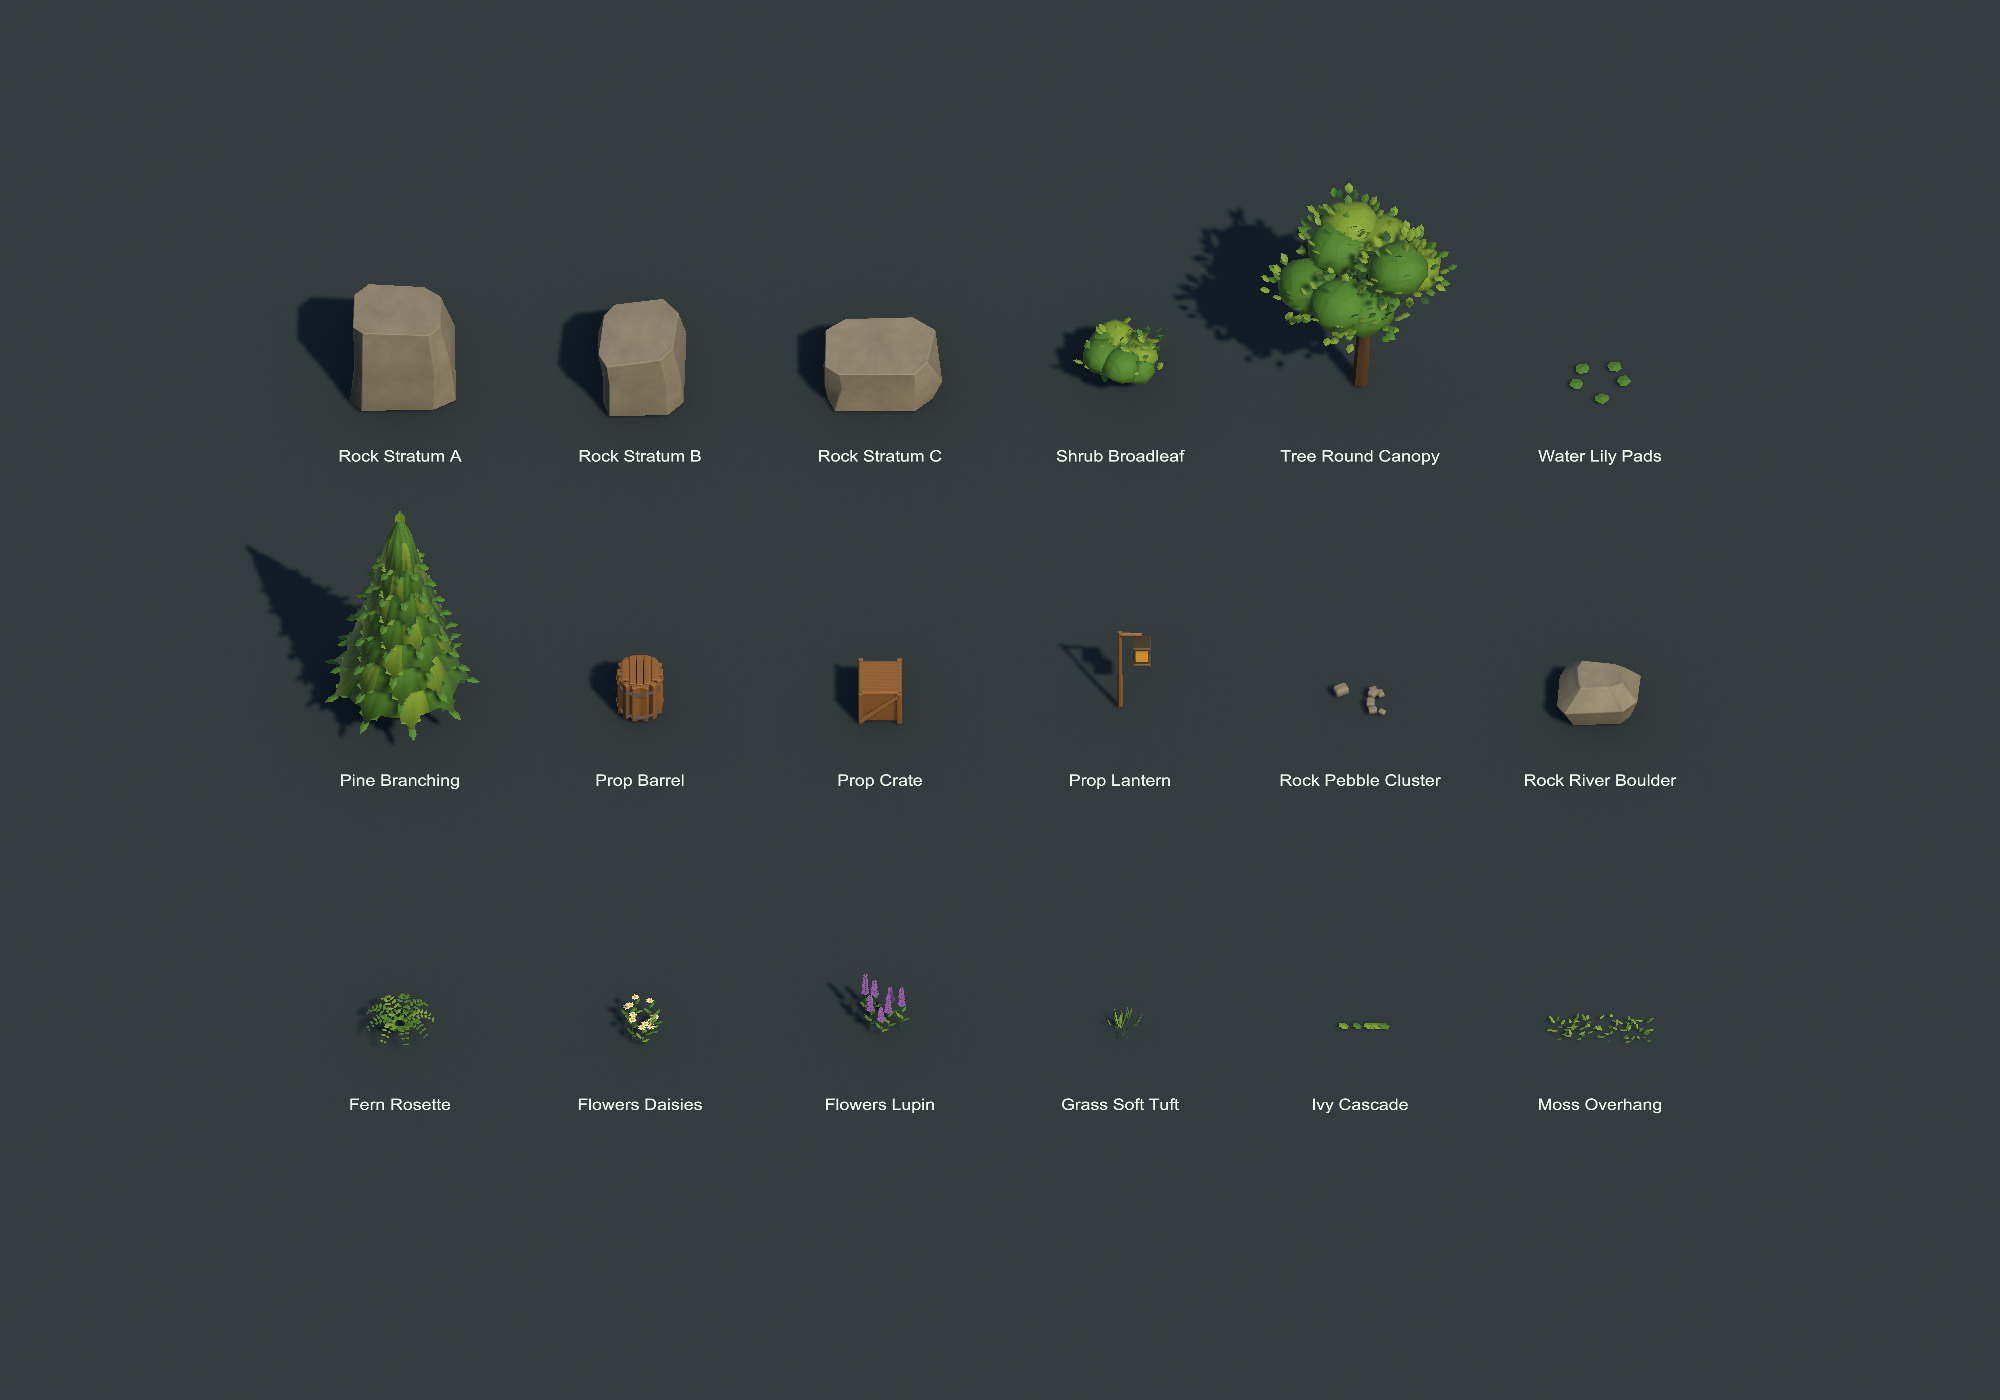 Rock Stratum A
Rock Stratum B
Rock Stratum C
Shrub Broadleaf
Tree Round Canopy
Water Lily Pads
Pine Branching
Prop Barrel
Prop Crate
Prop Lantern
Rock Pebble Cluster
Rock River Boulder
Fern Rosette
Flowers Daisies
Flowers Lupin
Grass Soft Tuft
Ivy Cascade
Moss Overhang